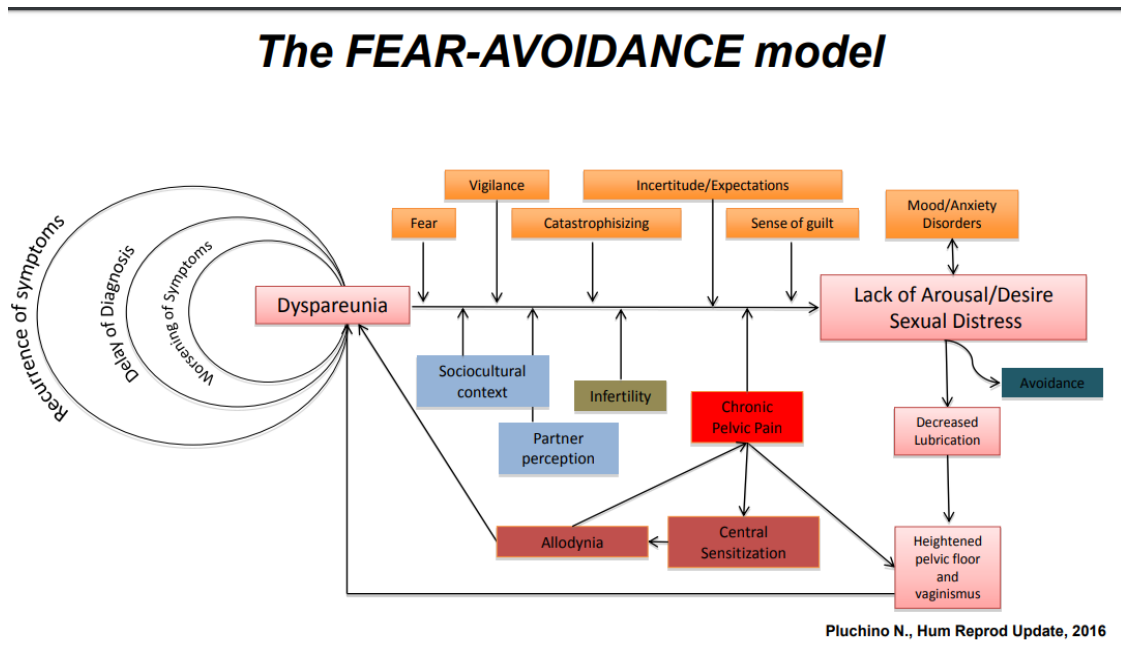 The FEAR-AVOIDANCE model
Recurrence of symptoms
Delay of Diagnosis
Worsening of Symptoms
Dyspareunia
Fear
Vigilance
Catastrophisizing
Incertitude/Expectations
Sense of guilt
Mood/Anxiety
Disorders
Lack of Arousal/Desire
Sexual Distress
Sociocultural
context
Partner
perception
Infertility
Chronic
Pelvic Pain
Avoidance
Decreased
Lubrication
Allodynia
Central
Sensitization
Heightened
pelvic floor
and
vaginismus
Pluchino N., Hum Reprod Update, 2016